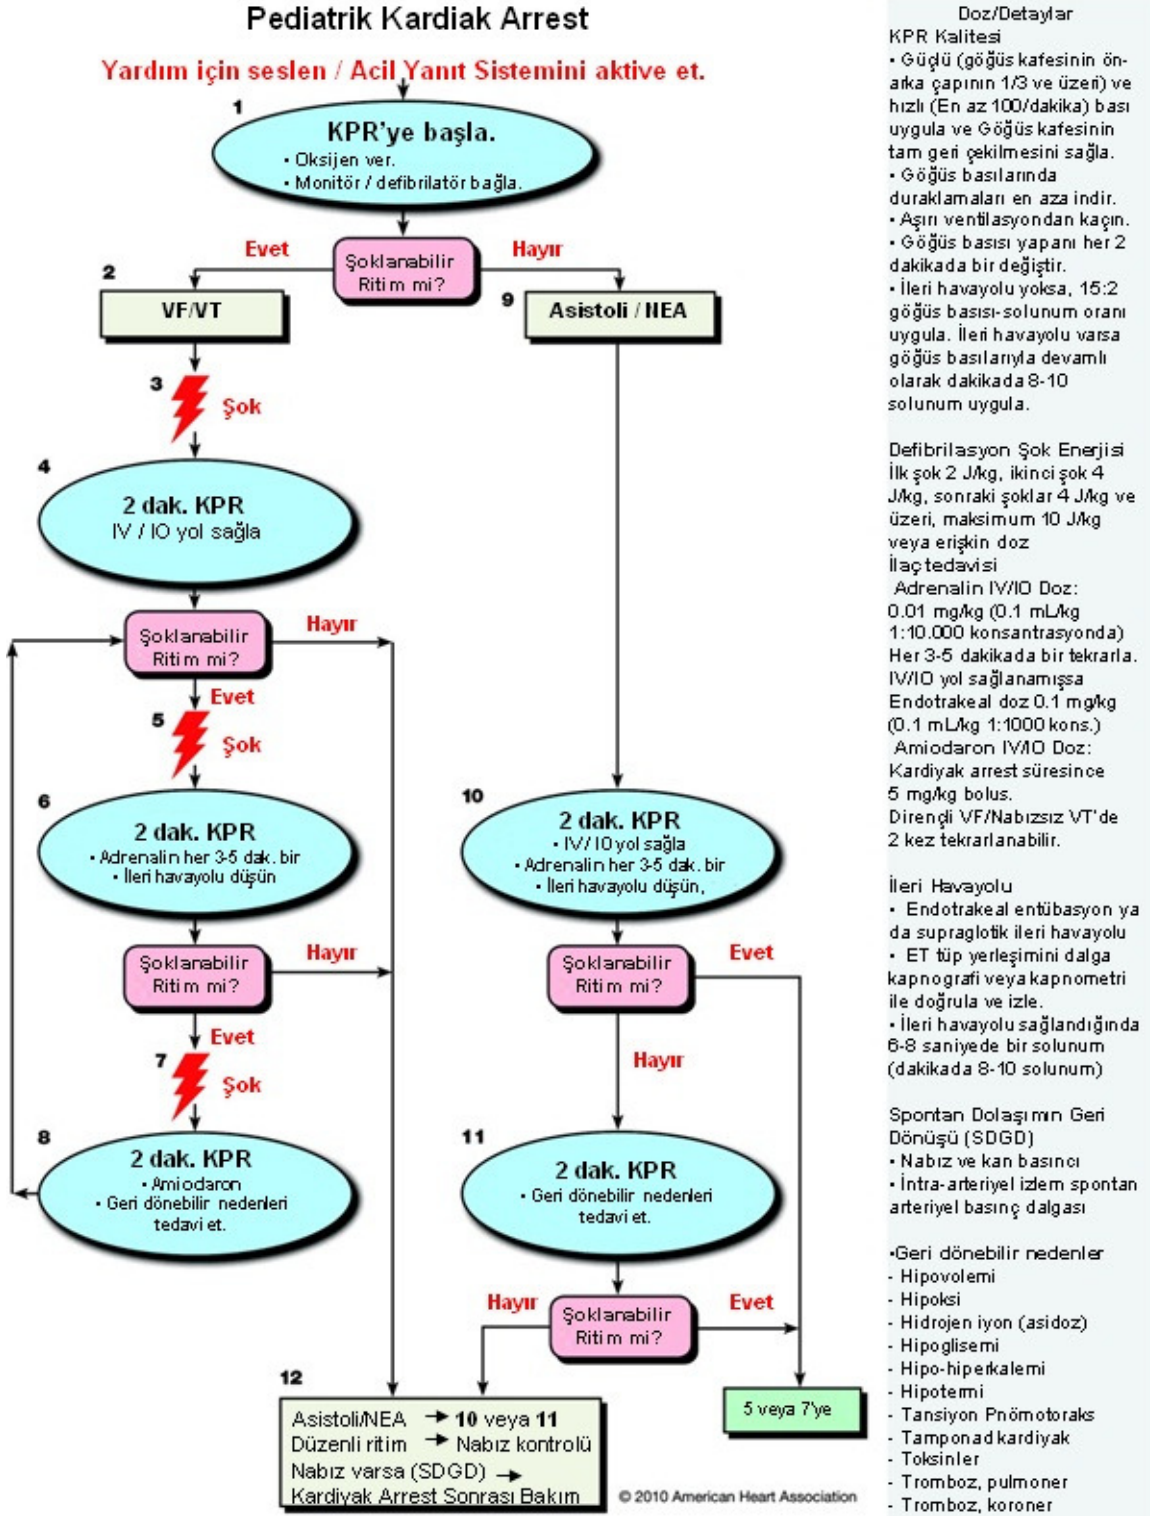 Pediatrik Kardiak Arrest
Yardım için seslen / Acil Yanıt Sistemini aktive et.
1
KPR'ye başla.
• Oksijen ver.
• Monitör / defibrilatör bağla.
Şoklanabilir
Ritim mi?
Evet
Hayır
2
VF/VT
9
Asistoli / NEA
3
Şok
4
2 dak. KPR
IV / IO yol sağla
Şoklanabilir
Ritim mi?
Hayır
Evet
5
Şok
6
2 dak. KPR
• Adrenalin her 3-5 dak. bir
• İleri havayolu düşün
Şoklanabilir
Ritim mi?
Hayır
Evet
7
Şok
8
2 dak. KPR
• Amiodaron
• Geri dönebilir nedenleri
tedavi et.
10
2 dak. KPR
• IV/ IO yol sağla
• Adrenalin her 3-5 dak. bir
• İleri havayolu düşün,
Şoklanabilir
Ritim mi?
Evet
Hayır
11
2 dak. KPR
• Geri dönebilir nedenleri
tedavi et.
Şoklanabilir
Ritim mi?
Hayır
Evet
5 veya 7'ye
12
Asistoli/NEA → 10 veya 11
Düzenli ritim → Nabız kontrolü
Nabız varsa (SDGD) →
Kardiyak Arrest Sonrası Bakım
© 2010 American Heart Association
Doz/Detaylar
KPR Kalitesi
• Güçlü (göğüs kafesinin ön-
arka çapının 1/3 ve üzeri) ve
hızlı (En az 100/dakika) bası
uygula ve Göğüs kafesinin
tam geri çekilmesini sağla.
• Göğüs basılarında
duraklamaları en aza indir.
• Aşırı ventilasyondan kaçın.
• Göğüs basısı yapanı her 2
dakikada bir değiştir.
• İleri havayolu yoksa, 15:2
göğüs basısı-solunum oranı
uygula. İleri havayolu varsa
göğüs basılarıyla devamlı
olarak dakikada 8-10
solunum uygula.
Defibrilasyon Şok Enerjisi
İlk şok 2 J/kg, ikinci şok 4
J/kg, sonraki şoklar 4 J/kg ve
üzeri, maksimum 10 J/kg
veya erişkin doz
İlaç tedavisi
Adrenalin IV/IO Doz:
0.01 mg/kg (0.1 mL/kg
1:10.000 konsantrasyonda)
Her 3-5 dakikada bir tekrarla.
IV/IO yol sağlanamışsa
Endotrakeal doz 0.1 mg/kg
(0.1 mL/kg 1:1000 kons.)
Amiodaron IV/IO Doz:
Kardiyak arrest süresince
5 mg/kg bolus.
Dirençli VF/Nabızsız VT'de
2 kez tekrarlanabilir.
İleri Havayolu
• Endotrakeal entübasyon ya
da supraglotik ileri havayolu
• ET tüp yerleşimini dalga
kapnografi veya kapnometri
ile doğrula ve izle.
• İleri havayolu sağlandığında
6-8 saniyede bir solunum
(dakikada 8-10 solunum)
Spontan Dolaşımın Geri
Dönüşü (SDGD)
• Nabız ve kan basıncı
• İntra-arteriyel izlem spontan
arteriyel basınç dalgası
•Geri dönebilir nedenler
- Hipovolemi
- Hipoksi
- Hidrojen iyon (asidoz)
- Hipoglisemi
- Hipo-hiperkalemi
- Hipotermi
- Tansiyon Pnömotoraks
- Tamponad kardiyak
- Toksinler
- Tromboz, pulmoner
- Tromboz, koroner